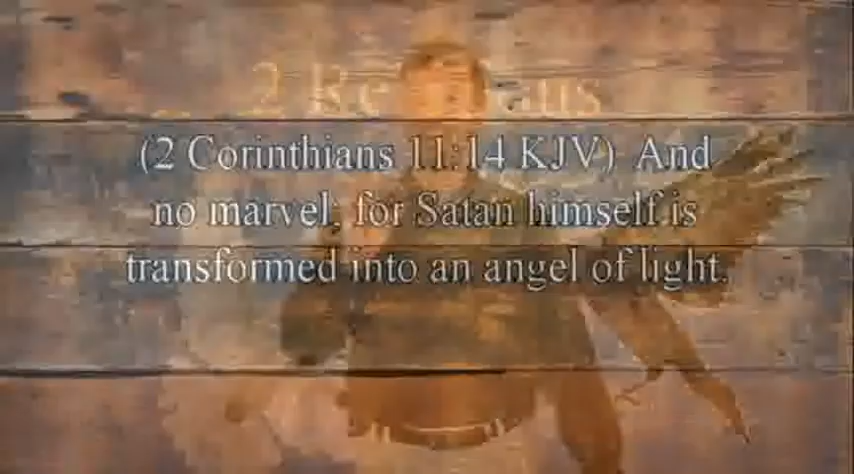 (2 Corinthians 11:14 KJV) And
no marvel; for Satan himself is
transformed into an angel of light.